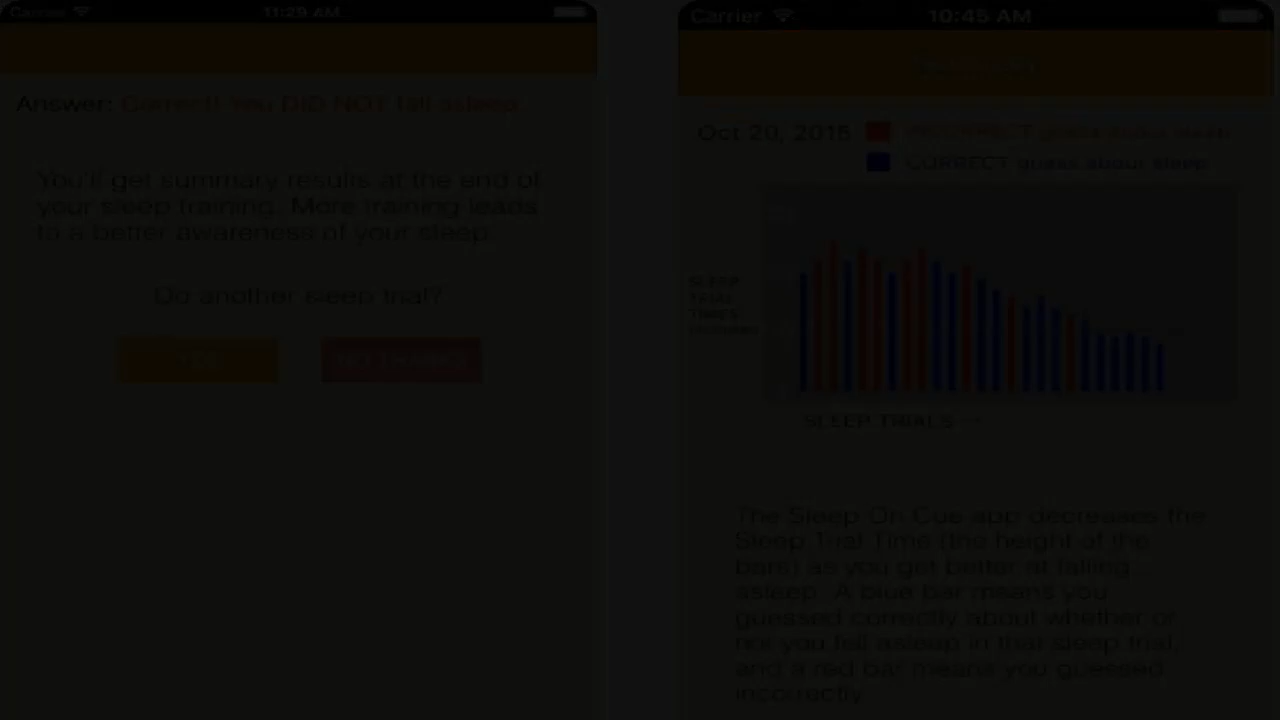 Carrier 11:29 AM
Answer: Correct! You DID NOT fall asleep.
You'll get summary results at the end of
your sleep training. More training leads
to a better awareness of your sleep.
Do another sleep trial?
YES
Carrier 10:45 AM
Oct 20, 2015 INCORRECT guess about sleep
CORRECT guess about sleep
SLEEP
TRIAL
TIMES
SLEEP TRIALS
The Sleep On Cue app decreases the
Sleep Trial Time (the height of the
bars) as you get better at falling
asleep. A blue bar means you
guessed correctly about whether or
not you fell asleep in that sleep trial,
and a red bar means you guessed
incorrectly.